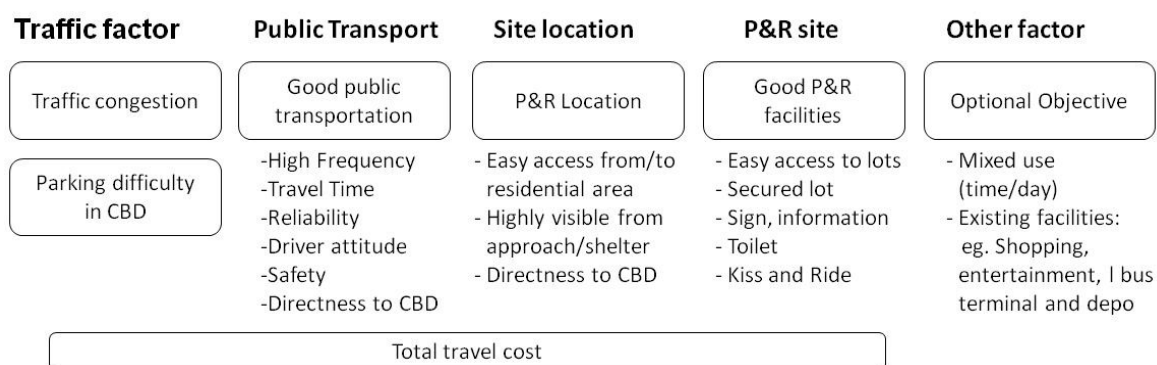 Traffic factor
Public Transport
Site location
P&R site
Other factor
Traffic congestion
Parking difficulty
in CBD
Good public
transportation
-High Frequency
-Travel Time
-Reliability
-Driver attitude
-Safety
-Directness to CBD
P&R Location
- Easy access from/to
residential area
- Highly visible from
approach/shelter
- Directness to CBD
Good P&R
facilities
- Easy access to lots
- Secured lot
- Sign, information
- Toilet
- Kiss and Ride
Optional Objective
- Mixed use
(time/day)
- Existing facilities:
eg. Shopping,
entertainment, l bus
terminal and depo
Total travel cost